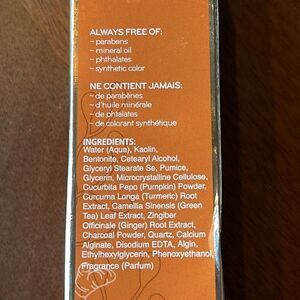 ALWAYS FREE OF:
~ parabens
~ mineral oil
~ phthalates
~ synthetic color
NE CONTIENT JAMAIS:
~ de parabènes
~ d'huile minérale
~ de phtalates
~ de colorant synthétique
INGREDIENTS:
Water (Aqua), Kaolin,
Bentonite, Cetearyl Alcohol,
Glyceryl Stearate Se, Pumice,
Glycerin, Microcrystalline Cellulose,
Cucurbita Pepo (Pumpkin) Powder,
Curcuma Longa (Turmeric) Root
Extract, Camellia Sinensis (Green
Tea) Leaf Extract, Zingiber
Officinale (Ginger) Root Extract,
Charcoal Powder, Quartz, Calcium
Alginate, Disodium EDTA, Algin,
Ethylhexylglycerin, Phenoxyethanol,
Fragrance (Parfum)